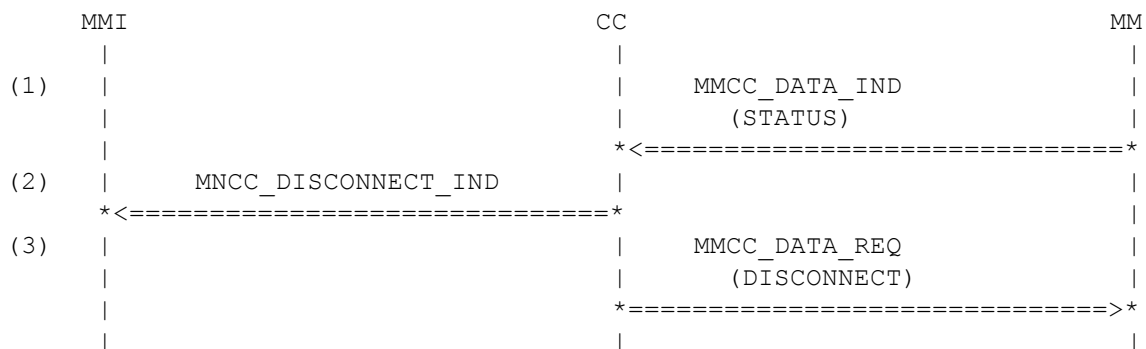 MMI CC MM
(1) MMCC_DATA_IND
(STATUS)
(2) MNCC_DISCONNECT_IND
(3) MMCC_DATA_REQ
(DISCONNECT)